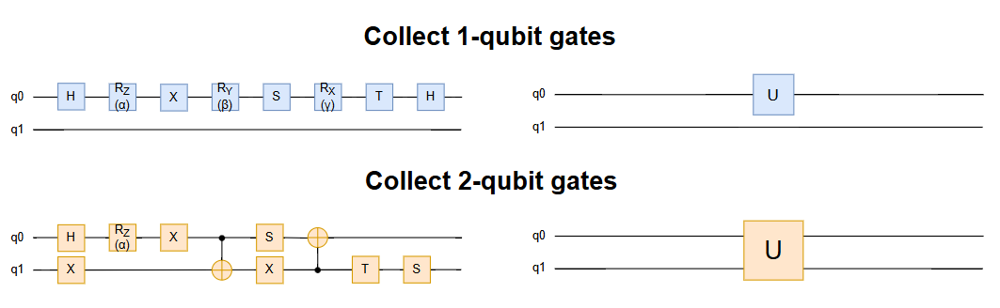 Collect 1-qubit gates
q0 H RZ (α) X RY (β) S RX (γ) T H
q1
q0 U
q1
Collect 2-qubit gates
q0 H RZ (α) X S
q1 X X T S
q0 U
q1